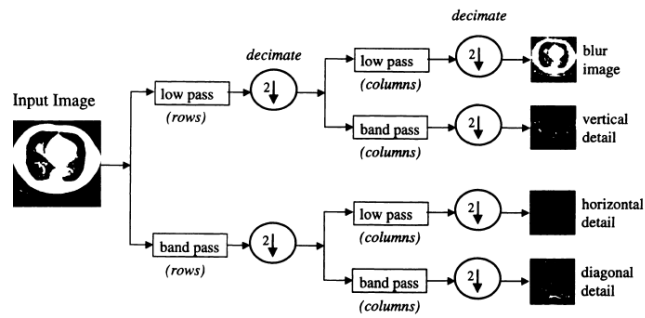 decimate
decimate
low pass
2
blur
image
(columns)
Input Image
low pass
2
(rows)
band pass
2
vertical
detail
(columns)
low pass
2
horizontal
detail
(columns)
band pass
2
(rows)
band pass
2
diagonal
detail
(columns)